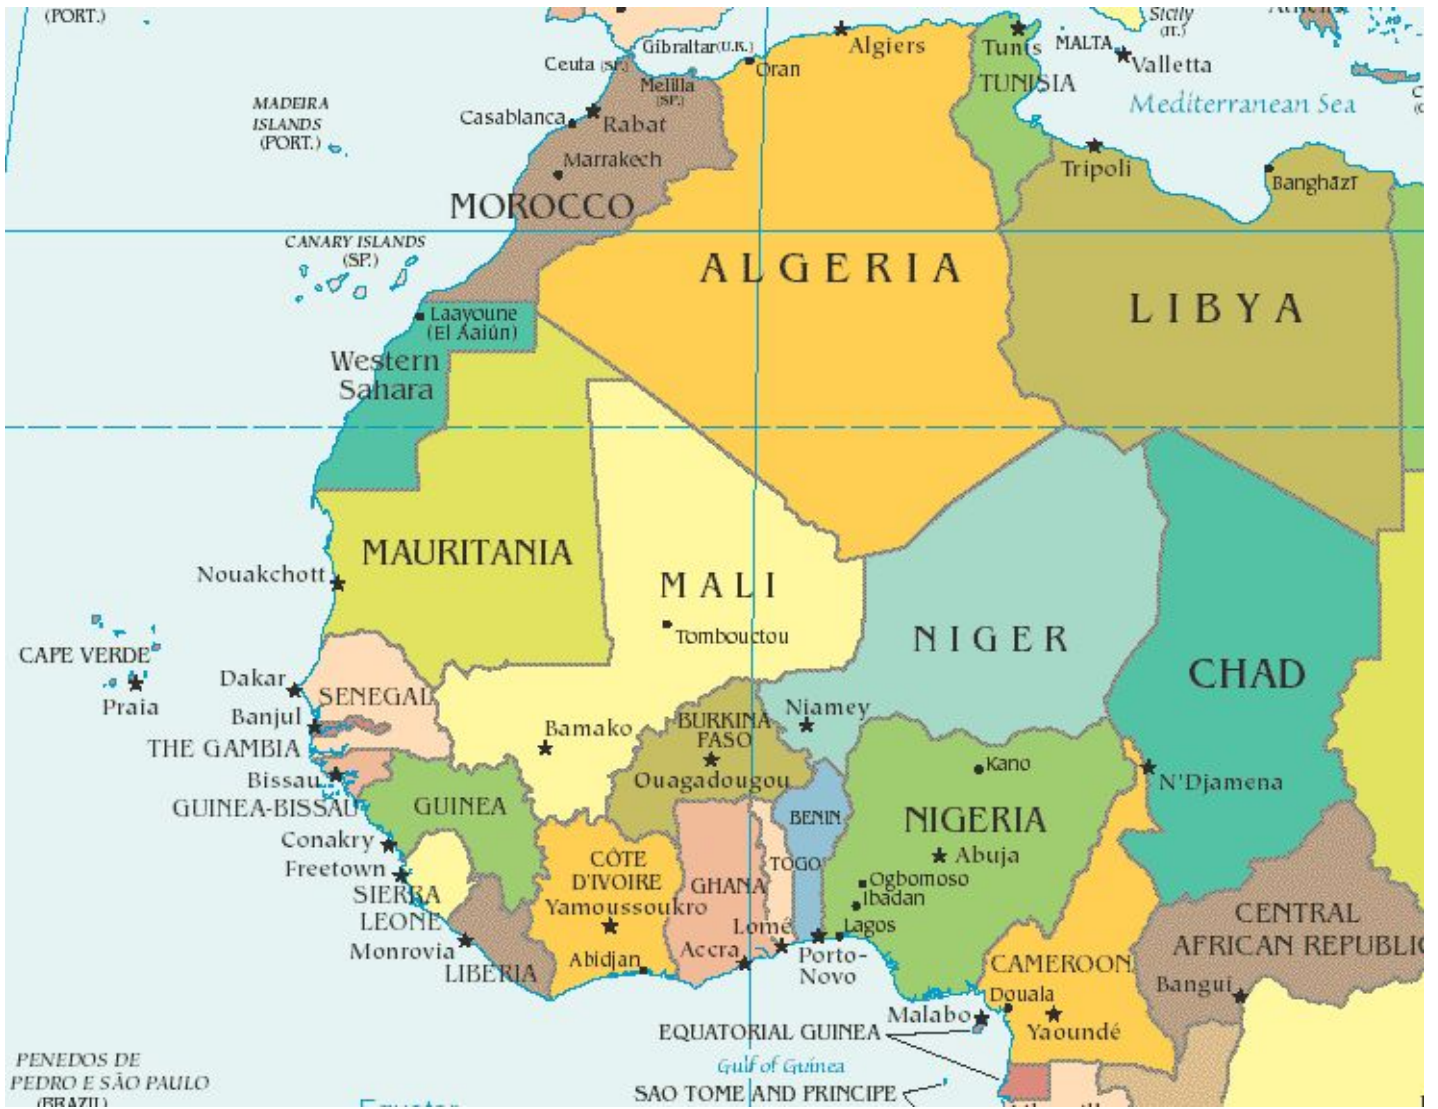 (PORT.)
Sicily
(IT.)
Gibraltar(U.K.)
Algiers
Tunis
MALTA
Valletta
Ceuta (SP.)
Oran
Melilla
(SP.)
TUNISIA
Mediterranean Sea
MADEIRA
ISLANDS
(PORT.)
Casablanca
Rabat
Marrakech
Tripoli
Banghāzī
MOROCCO
CANARY ISLANDS
(SP.)
ALGERIA
LIBYA
Laayoune
(El Aaiún)
Western
Sahara
MAURITANIA
Nouakchott
MALI
Tombouctou
NIGER
CAPE VERDE
Praia
CHAD
Dakar
SENEGAL
Banjul
THE GAMBIA
Bissau
GUINEA-BISSAU
Bamako
BURKINA
FASO
Ouagadougou
Niamey
Kano
N'Djamena
GUINEA
BENIN
NIGERIA
Abuja
Conakry
Freetown
SIERRA
LEONE
Monrovia
LIBERIA
CÔTE
D'IVOIRE
Yamoussoukro
Abidjan
GHANA
TOGO
Ogbomoso
Ibadan
Lagos
Lomé
Accra
Porto-
Novo
CENTRAL
AFRICAN REPUBLIC
Bangui
CAMEROON
Douala
Yaoundé
Malabo
EQUATORIAL GUINEA
Gulf of Guinea
SAO TOME AND PRINCIPE
PENEDOS DE
PEDRO E SÃO PAULO
(BRAZIL)
Equator